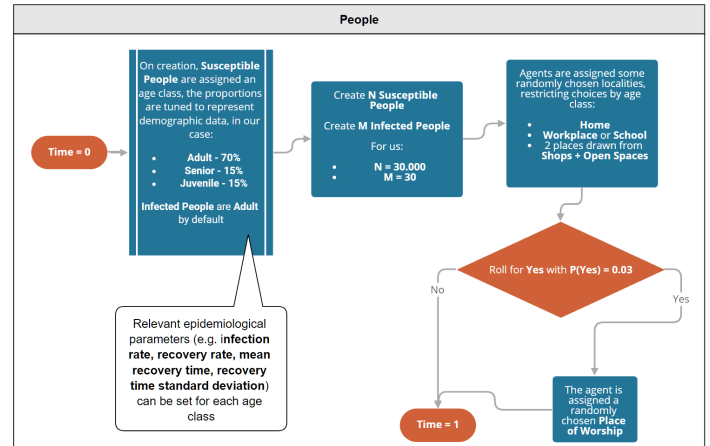 People
Time = 0
On creation, Susceptible
People are assigned an
age class, the proportions
are tuned to represent
demographic data, in our
case:
• Adult - 70%
• Senior - 15%
• Juvenile - 15%
Infected People are Adult
by default
Create N Susceptible
People
Create M Infected People
For us:
• N = 30.000
• M = 30
Agents are assigned some
randomly chosen localities,
restricting choices by age
class:
• Home
• Workplace or School
• 2 places drawn from
Shops + Open Spaces
Roll for Yes with P(Yes) = 0.03
No
Yes
Relevant epidemiological
parameters (e.g. infection
rate, recovery rate, mean
recovery time, recovery
time standard deviation)
can be set for each age
class
The agent is
assigned a
randomly
chosen Place
of Worship
Time = 1